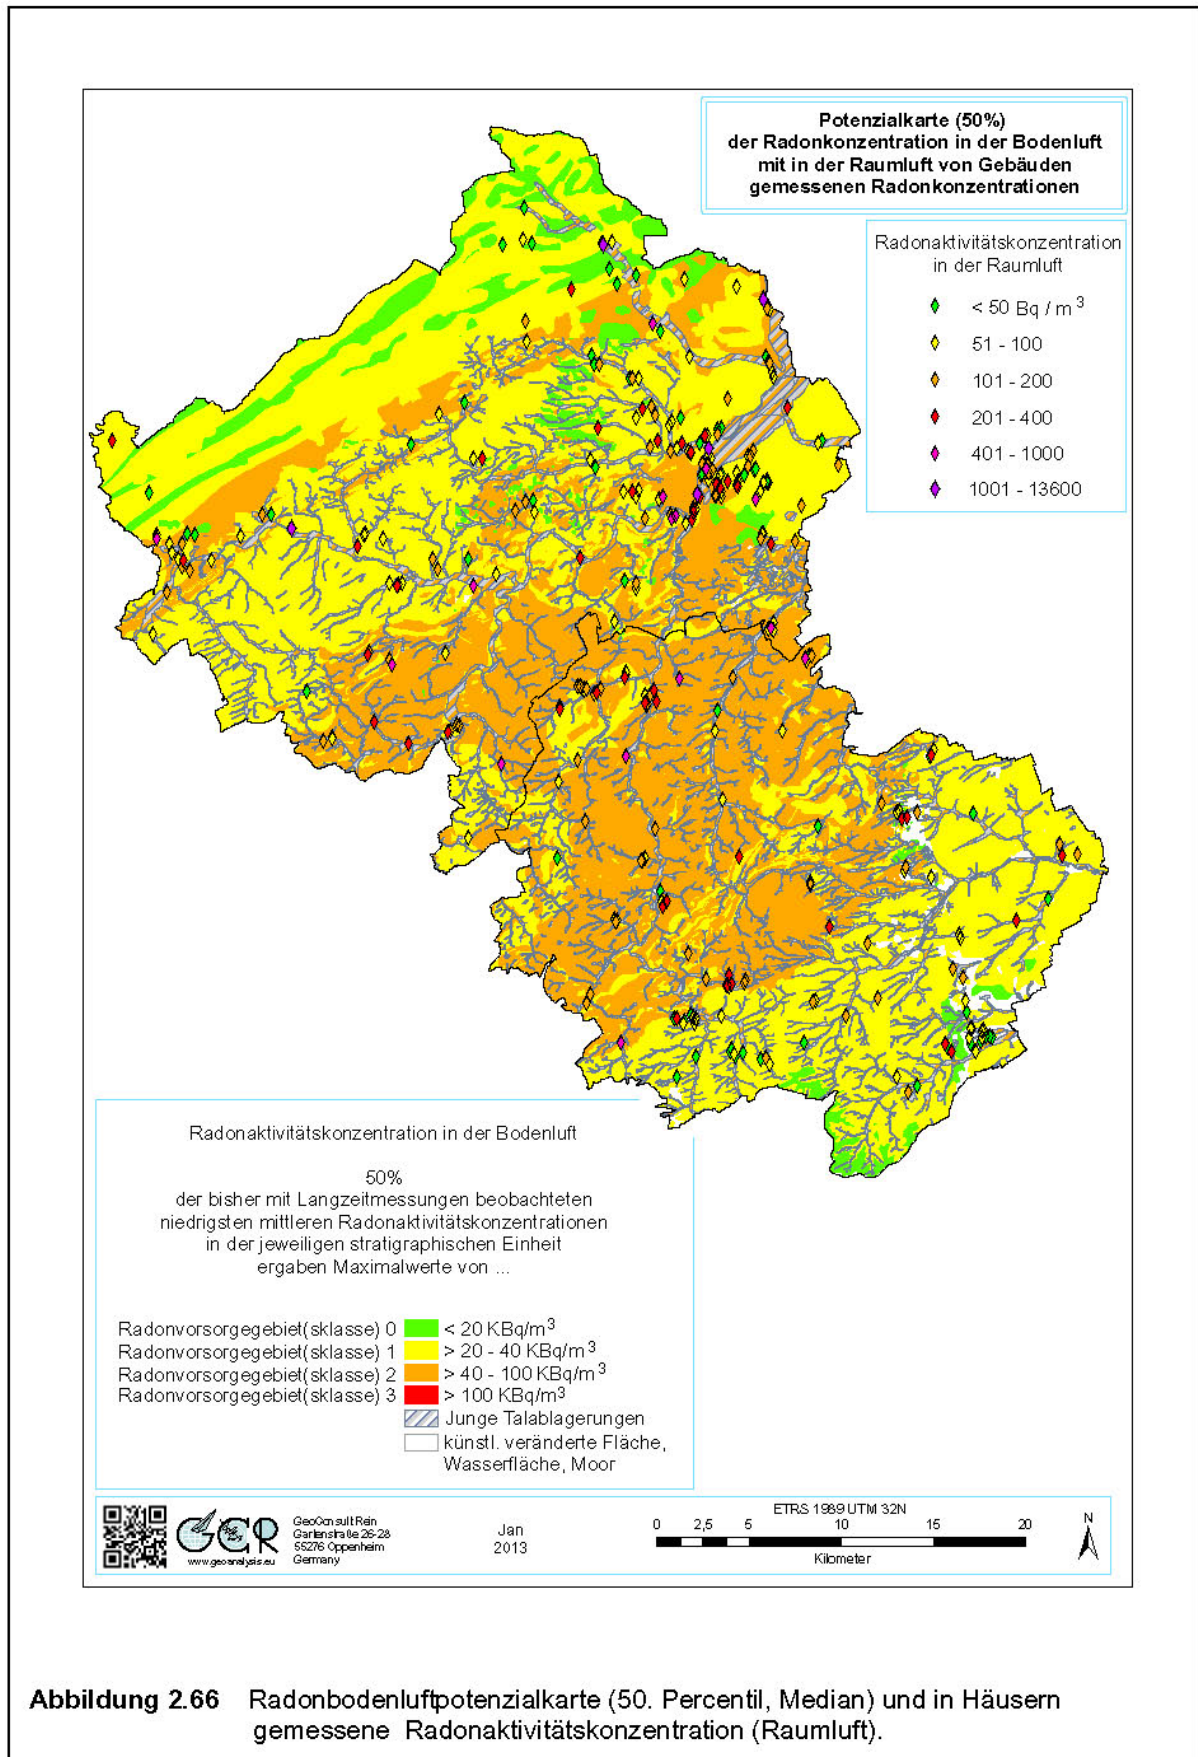 Potenzialkarte (50%)
der Radonkonzentration in der Bodenluft
mit in der Raumluft von Gebäuden
gemessenen Radonkonzentrationen
Radonaktivitätskonzentration
in der Raumluft
< 50 Bq / m³
51 - 100
101 - 200
201 - 400
401 - 1000
1001 - 13600
Radonaktivitätskonzentration in der Bodenluft
50%
der bisher mit Langzeitmessungen beobachteten
niedrigsten mittleren Radonaktivitätskonzentrationen
in der jeweiligen stratigraphischen Einheit
ergaben Maximalwerte von ...
Radonvorsorgegebiet(sklasse) 0 < 20 KBq/m³
Radonvorsorgegebiet(sklasse) 1 > 20 - 40 KBq/m³
Radonvorsorgegebiet(sklasse) 2 > 40 - 100 KBq/m³
Radonvorsorgegebiet(sklasse) 3 > 100 KBq/m³
Junge Talablagerungen
künstl. veränderte Fläche,
Wasserfläche, Moor
GCR
www.geoanalysis.eu
GeoConsult Rein
Gartenstraße 26-28
55276 Oppenheim
Germany
Jan
2013
ETRS 1989 UTM 32N
0 2,5 5 10 15 20
Kilometer
N
Abbildung 2.66 Radonbodenluftpotenzialkarte (50. Percentil, Median) und in Häusern
gemessene Radonaktivitätskonzentration (Raumluft).